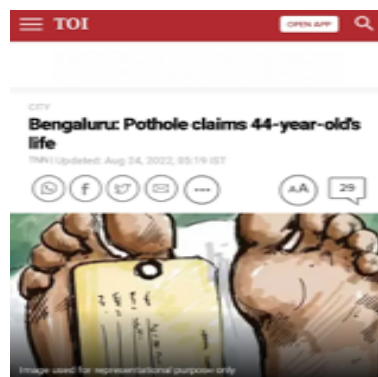 TOI
OPEN APP
CITY
Bengaluru: Pothole claims 44-year-old's
life
TNN | Updated: Aug 24, 2022, 05:19 IST
AA
29
Image used for representational purpose only